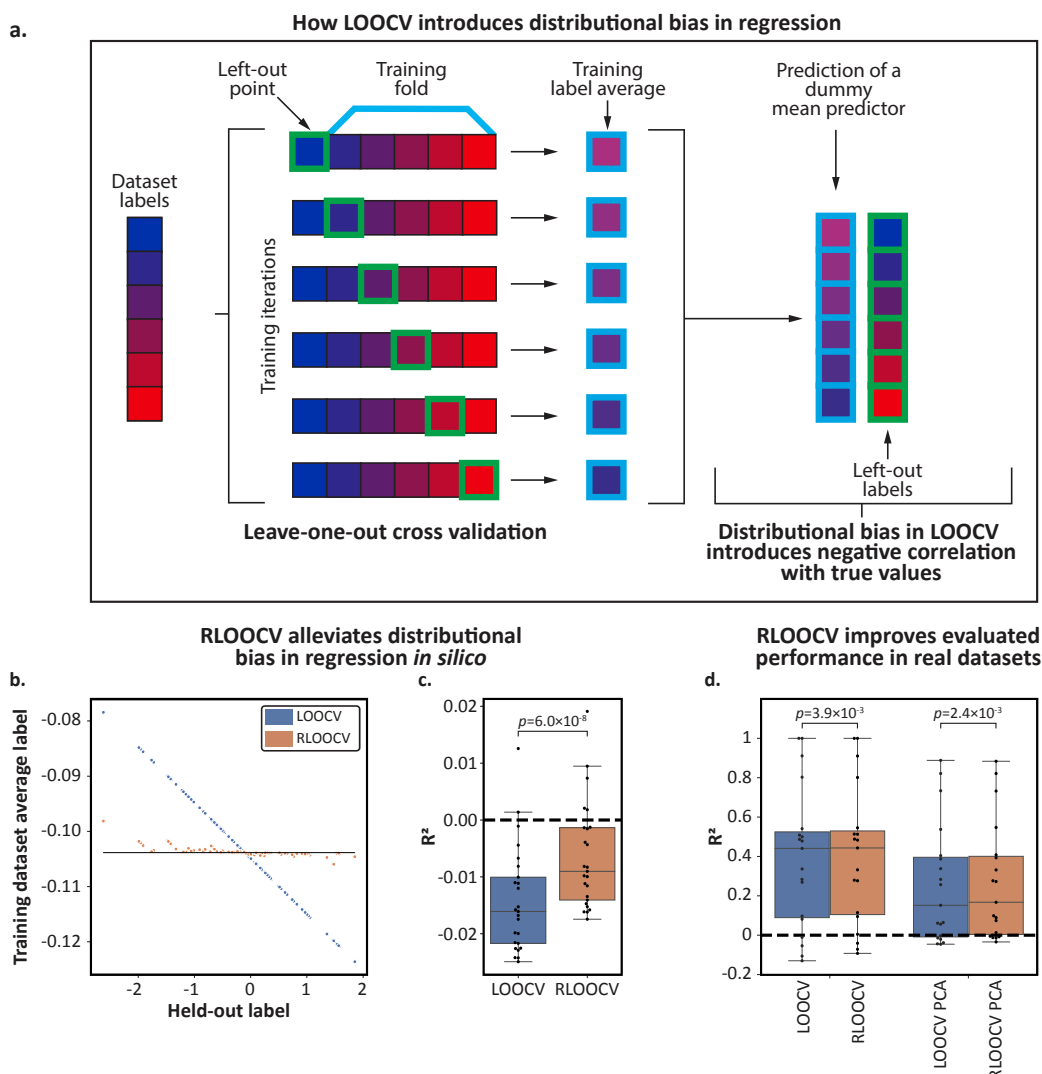 How LOOCV introduces distributional bias in regression
a.
Left-out
point
Training
fold
Training
label average
Prediction of a
dummy
mean predictor
Dataset
labels
Training iterations
Left-out
labels
Leave-one-out cross validation
Distributional bias in LOOCV
introduces negative correlation
with true values
RLOOCV alleviates distributional
bias in regression in silico
RLOOCV improves evaluated
performance in real datasets
b.
Training dataset average label
-0.08
-0.09
-0.10
-0.11
-0.12
LOOCV
RLOOCV
-2
-1
0
1
2
Held-out label
c.
R²
0.02
0.01
0.00
-0.01
-0.02
p=6.0×10⁻⁸
LOOCV
RLOOCV
d.
R²
1
0.8
0.6
0.4
0.2
0
-0.2
p=3.9×10⁻³
p=2.4×10⁻³
LOOCV
RLOOCV
LOOCV PCA
RLOOCV PCA